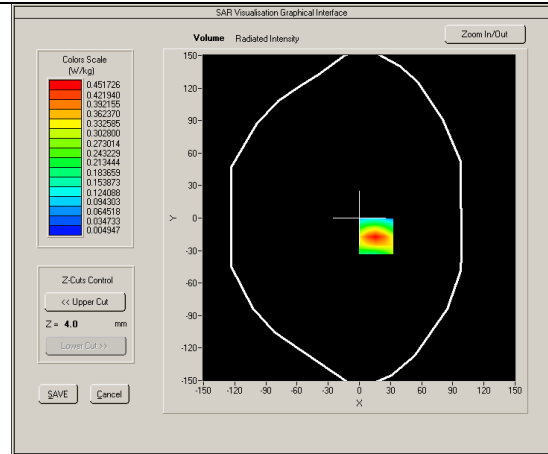 SAR Visualisation Graphical Interface
Volume Radiated Intensity
Zoom In/Out
Colors Scale
(W/kg)
0.451726
0.421940
0.392155
0.362370
0.332585
0.302800
0.273014
0.243229
0.213444
0.183659
0.153873
0.124088
0.094303
0.064518
0.034733
0.004947
Z-Cuts Control
<< Upper Cut
Z = 4.0 mm
Lower Cut >>
SAVE Cancel
150
120
90
60
30
0
-30
-60
-90
-120
-150
Y
-150 -120 -90 -60 -30 0 30 60 90 120 150
X